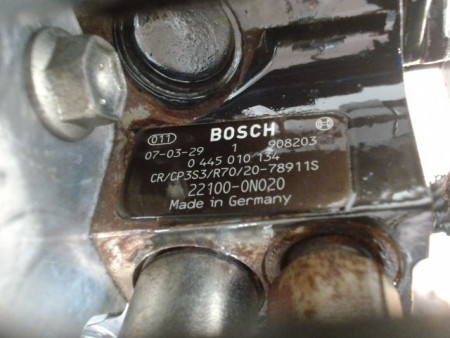 011 BOSCH
07-03-29 1 908203
0 445 010 134
CR/CP3S3/R70/20-78911S
22100-0N020
Made in Germany